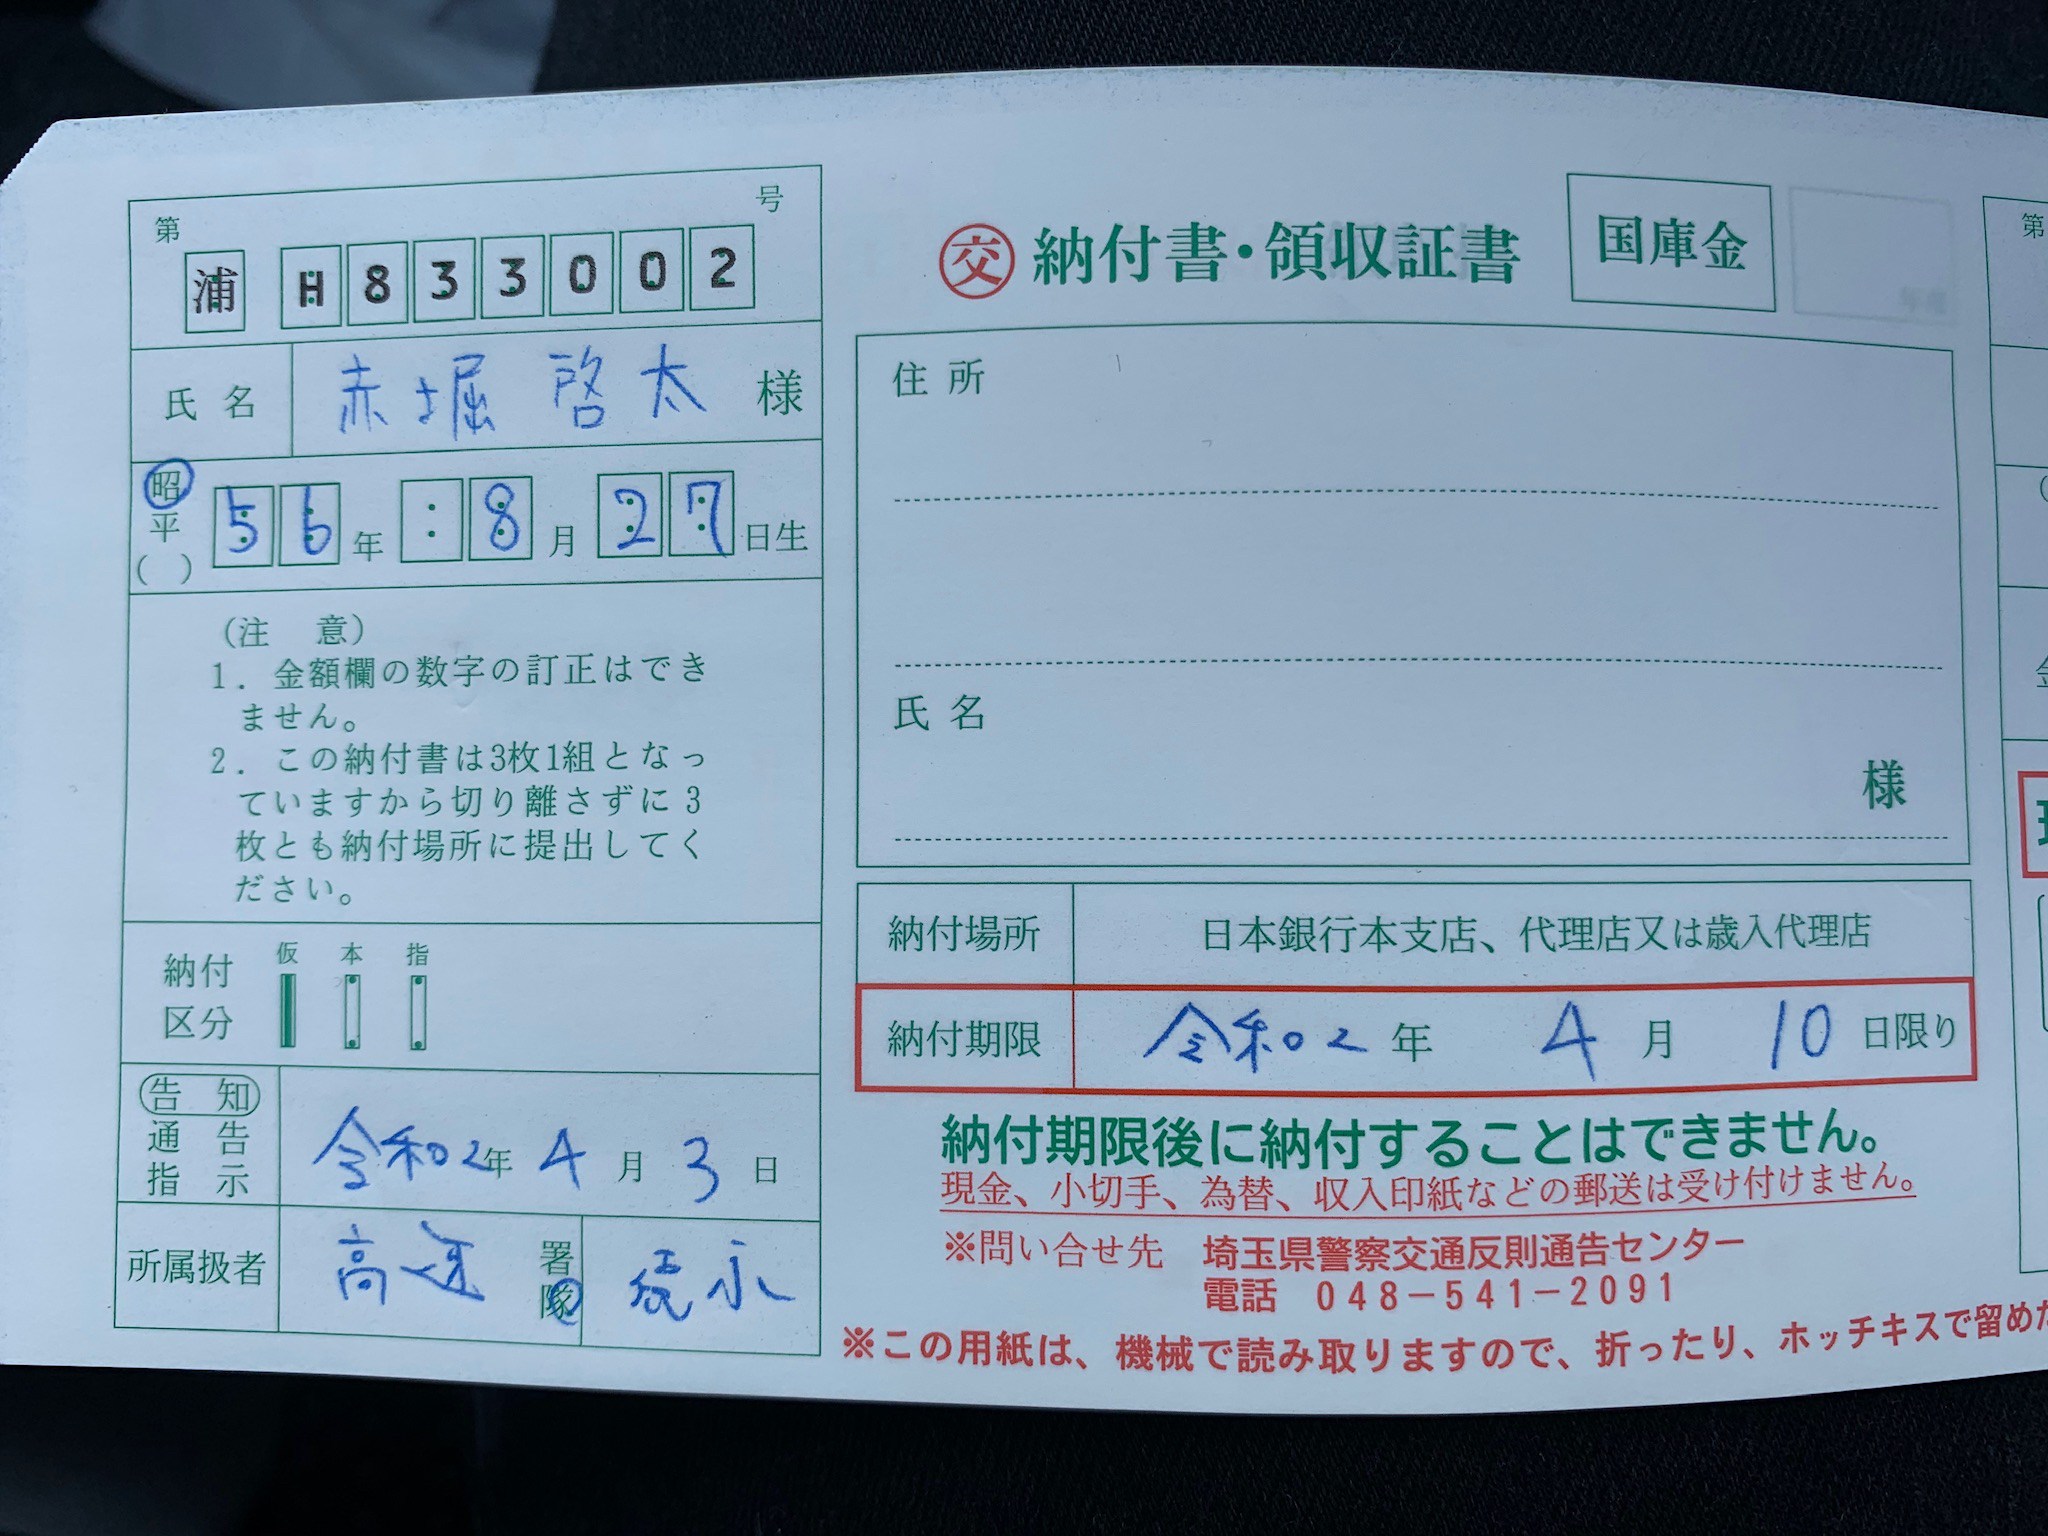 第 号
浦 H833002
氏名 赤堀 啓太 様
昭 平 ( ) 56年 8月 27日生
(注 意)
1．金額欄の数字の訂正はでき
ません。
2．この納付書は3枚1組となっ
ていますから切り離さずに3
枚とも納付場所に提出してく
ださい。
納付区分 仮 本 指
告知 通告 指示 令和2年 4月 3日
所属扱者 高速 署 隊 永
交 納付書・領収証書 国庫金
住所
氏名
様
納付場所 日本銀行本支店、代理店又は歳入代理店
納付期限 令和2年 4月 10日限り
納付期限後に納付することはできません。
現金、小切手、為替、収入印紙などの郵送は受け付けません。
※問い合せ先 埼玉県警察交通反則通告センター
電話 048－541－2091
※この用紙は、機械で読み取りますので、折ったり、ホッチキスで留めた
第